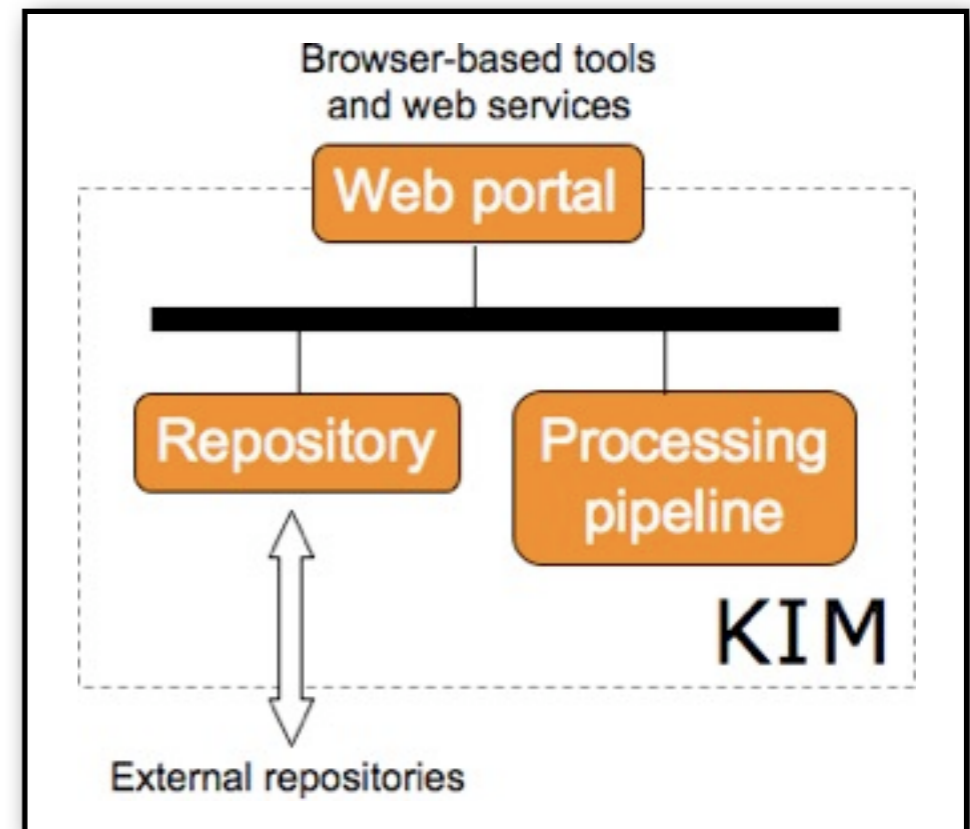 Browser-based tools
and web services
Web portal
Repository
Processing
pipeline
KIM
External repositories